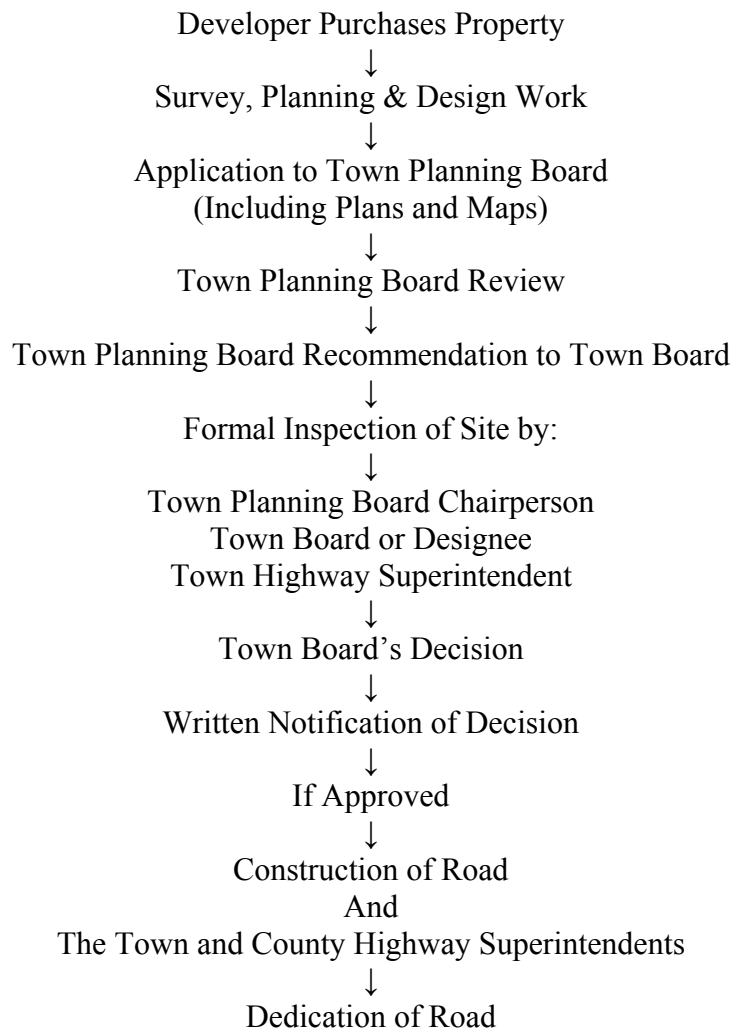 Developer Purchases Property
↓
Survey, Planning & Design Work
↓
Application to Town Planning Board
(Including Plans and Maps)
↓
Town Planning Board Review
↓
Town Planning Board Recommendation to Town Board
↓
Formal Inspection of Site by:
↓
Town Planning Board Chairperson
Town Board or Designee
Town Highway Superintendent
↓
Town Board’s Decision
↓
Written Notification of Decision
↓
If Approved
↓
Construction of Road
And
The Town and County Highway Superintendents
↓
Dedication of Road